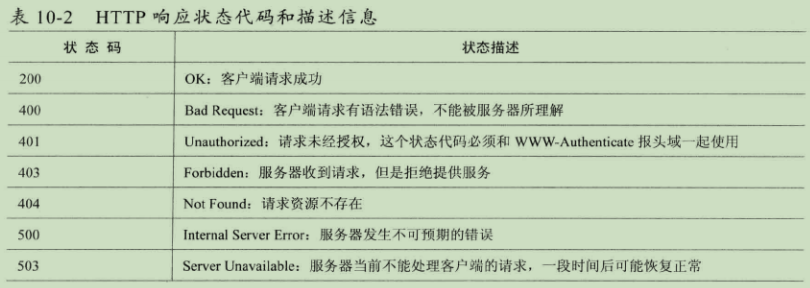 表 10-2 HTTP 响应状态代码和描述信息
状 态 码 状态描述
200 OK：客户端请求成功
400 Bad Request：客户端请求有语法错误，不能被服务器所理解
401 Unauthorized：请求未经授权，这个状态代码必须和 WWW-Authenticate 报头域一起使用
403 Forbidden：服务器收到请求，但是拒绝提供服务
404 Not Found：请求资源不存在
500 Internal Server Error：服务器发生不可预期的错误
503 Server Unavailable：服务器当前不能处理客户端的请求，一段时间后可能恢复正常